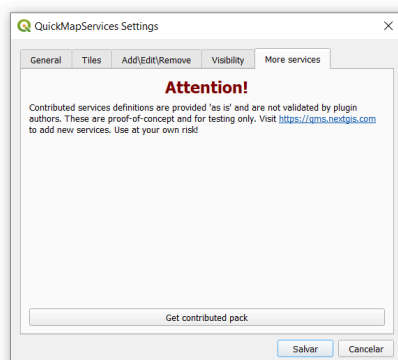 QuickMapServices Settings
General Tiles Add\Edit\Remove Visibility More services
Attention!
Contributed services definitions are provided 'as is' and are not validated by plugin
authors. These are proof-of-concept and for testing only. Visit https://qms.nextgis.com
to add new services. Use at your own risk!
Get contributed pack
Salvar Cancelar